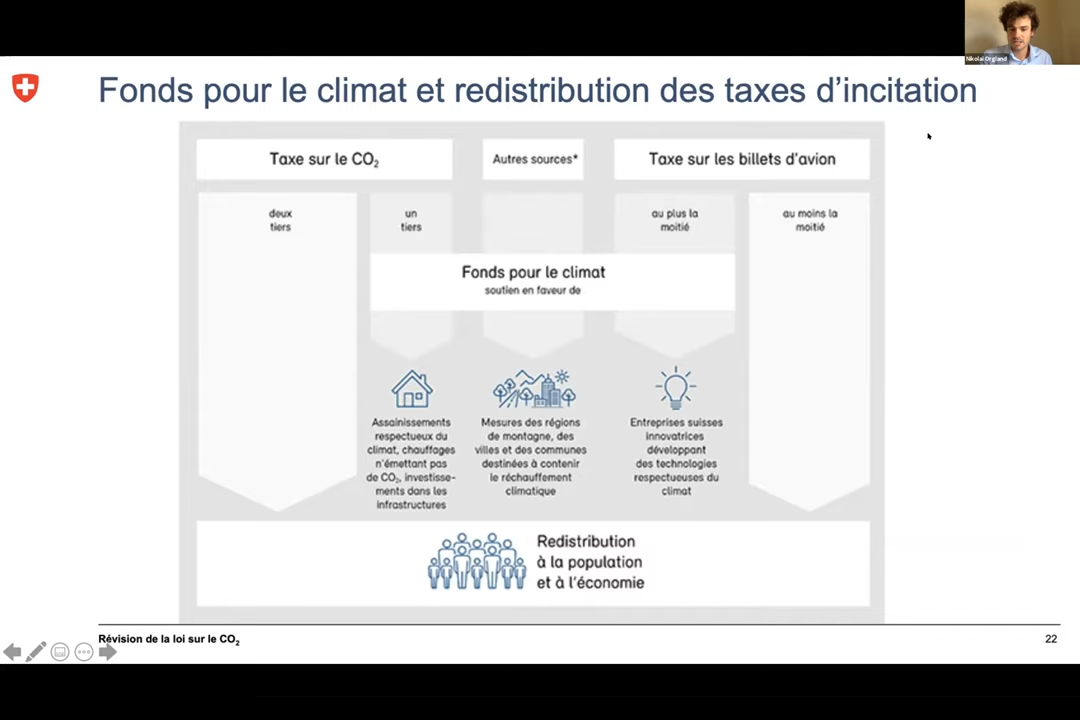 Nikolai Orgland
Fonds pour le climat et redistribution des taxes d’incitation
Taxe sur le CO₂
Autres sources*
Taxe sur les billets d’avion
deux
tiers
un
tiers
au plus la
moitié
au moins la
moitié
Fonds pour le climat
soutien en faveur de
Assainissements
respectueux du
climat, chauffages
n’émettant pas
de CO₂, investisse-
ments dans les
infrastructures
Mesures des régions
de montagne, des
villes et des communes
destinées à contenir
le réchauffement
climatique
Entreprises suisses
innovatrices
développant
des technologies
respectueuses du
climat
Redistribution
à la population
et à l’économie
Révision de la loi sur le CO₂
22